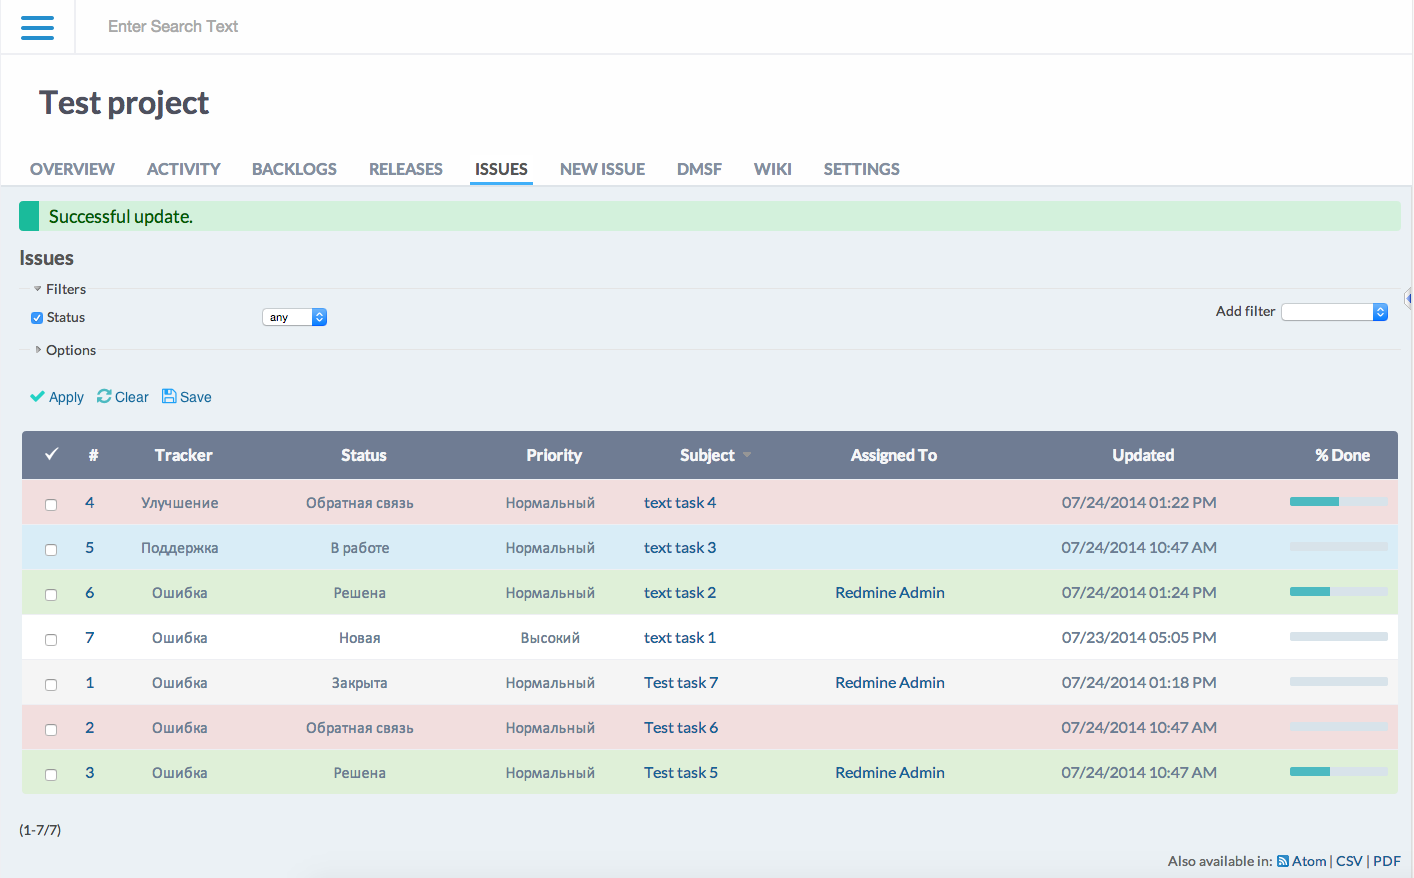 Enter Search Text
Test project
OVERVIEW ACTIVITY BACKLOGS RELEASES ISSUES NEW ISSUE DMSF WIKI SETTINGS
Successful update.
Issues
Filters
Status any Add filter
Options
Apply Clear Save
# Tracker Status Priority Subject Assigned To Updated % Done
4 Улучшение Обратная связь Нормальный text task 4 07/24/2014 01:22 PM
5 Поддержка В работе Нормальный text task 3 07/24/2014 10:47 AM
6 Ошибка Решена Нормальный text task 2 Redmine Admin 07/24/2014 01:24 PM
7 Ошибка Новая Высокий text task 1 07/23/2014 05:05 PM
1 Ошибка Закрыта Нормальный Test task 7 Redmine Admin 07/24/2014 01:18 PM
2 Ошибка Обратная связь Нормальный Test task 6 07/24/2014 10:47 AM
3 Ошибка Решена Нормальный Test task 5 Redmine Admin 07/24/2014 10:47 AM
(1-7/7)
Also available in: Atom | CSV | PDF